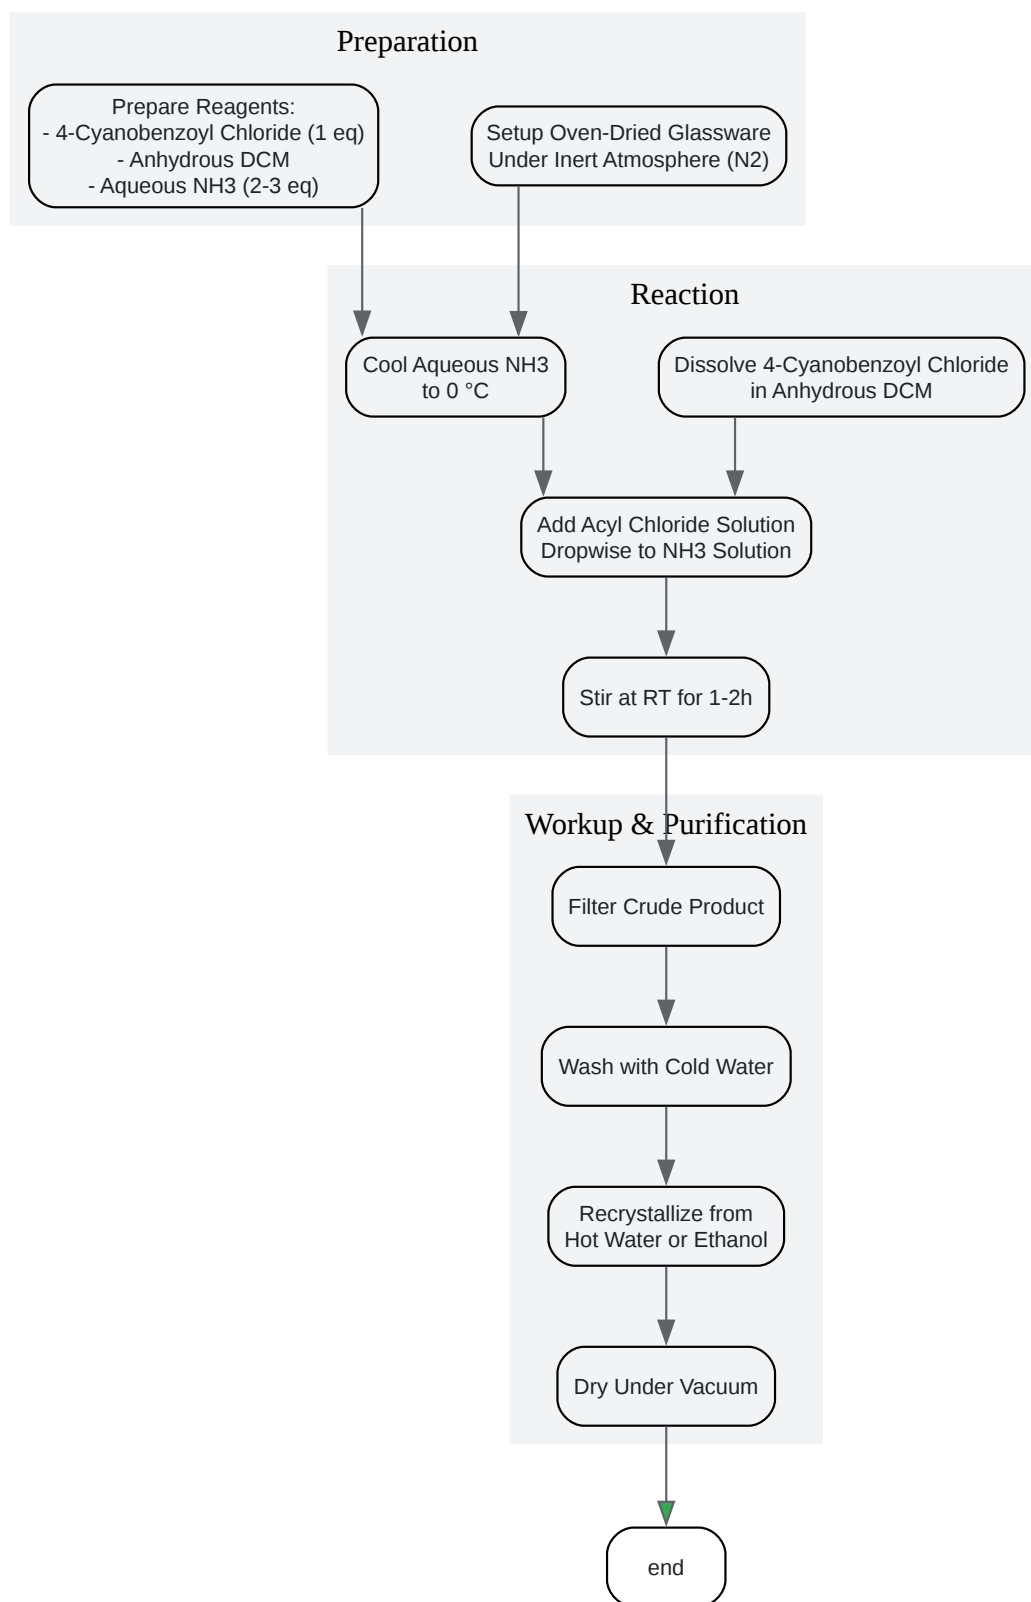 Preparation
Prepare Reagents:
- 4-Cyanobenzoyl Chloride (1 eq)
- Anhydrous DCM
- Aqueous NH3 (2-3 eq)
Setup Oven-Dried Glassware
Under Inert Atmosphere (N2)
Reaction
Cool Aqueous NH3
to 0 °C
Dissolve 4-Cyanobenzoyl Chloride
in Anhydrous DCM
Add Acyl Chloride Solution
Dropwise to NH3 Solution
Stir at RT for 1-2h
Workup & Purification
Filter Crude Product
Wash with Cold Water
Recrystallize from
Hot Water or Ethanol
Dry Under Vacuum
end